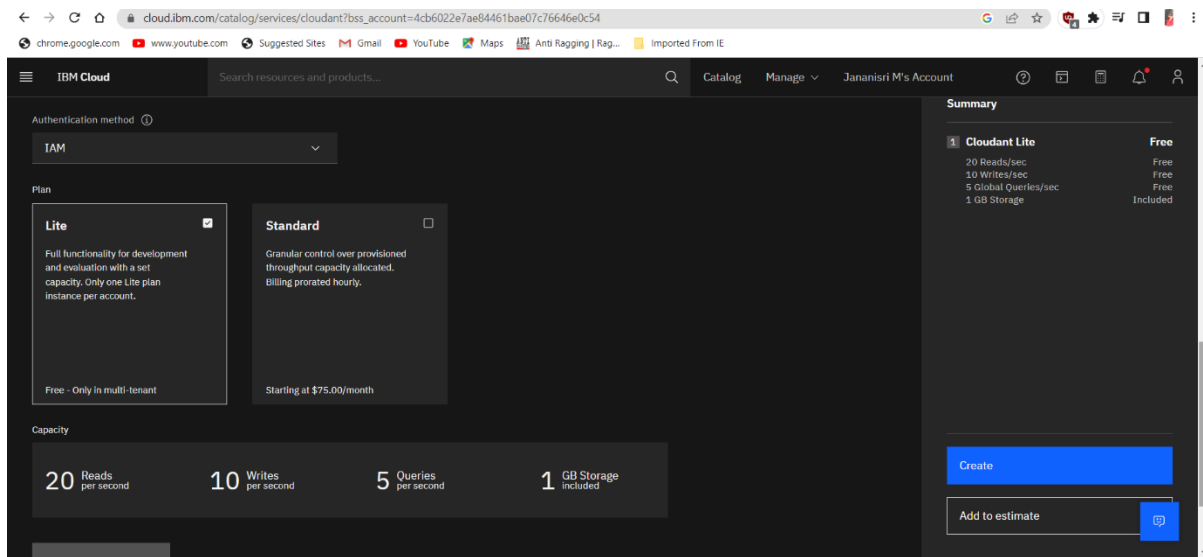 cloud.ibm.com/catalog/services/cloudant?bss_account=4cb6022e7ae84461bae07c76646e0c54
chrome.google.com www.youtube.com Suggested Sites Gmail YouTube Maps Anti Ragging | Rag... Imported From IE
IBM Cloud Search resources and products... Catalog Manage Jananisri M's Account
Authentication method
IAM
Plan
Lite
Full functionality for development
and evaluation with a set
capacity. Only one Lite plan
instance per account.
Free - Only in multi-tenant
Standard
Granular control over provisioned
throughput capacity allocated.
Billing prorated hourly.
Starting at $75.00/month
Capacity
20 Reads per second
10 Writes per second
5 Queries per second
1 GB Storage included
Summary
1 Cloudant Lite Free
20 Reads/sec Free
10 Writes/sec Free
5 Global Queries/sec Free
1 GB Storage Included
Create
Add to estimate